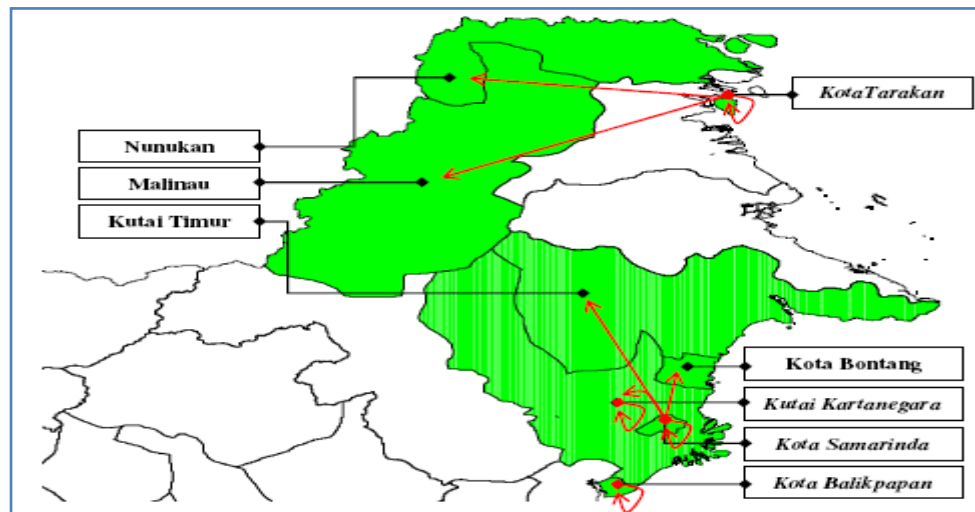 KotaTarakan
Nunukan
Malinau
Kutai Timur
Kota Bontang
Kutai Kartanegara
Kota Samarinda
Kota Balikpapan